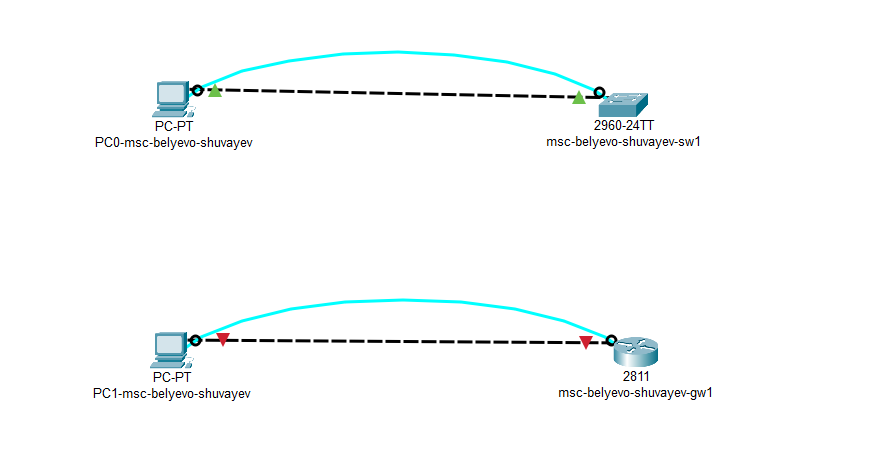 PC-PT
PC0-msc-belyevo-shuvayev
2960-24TT
msc-belyevo-shuvayev-sw1
PC-PT
PC1-msc-belyevo-shuvayev
2811
msc-belyevo-shuvayev-gw1